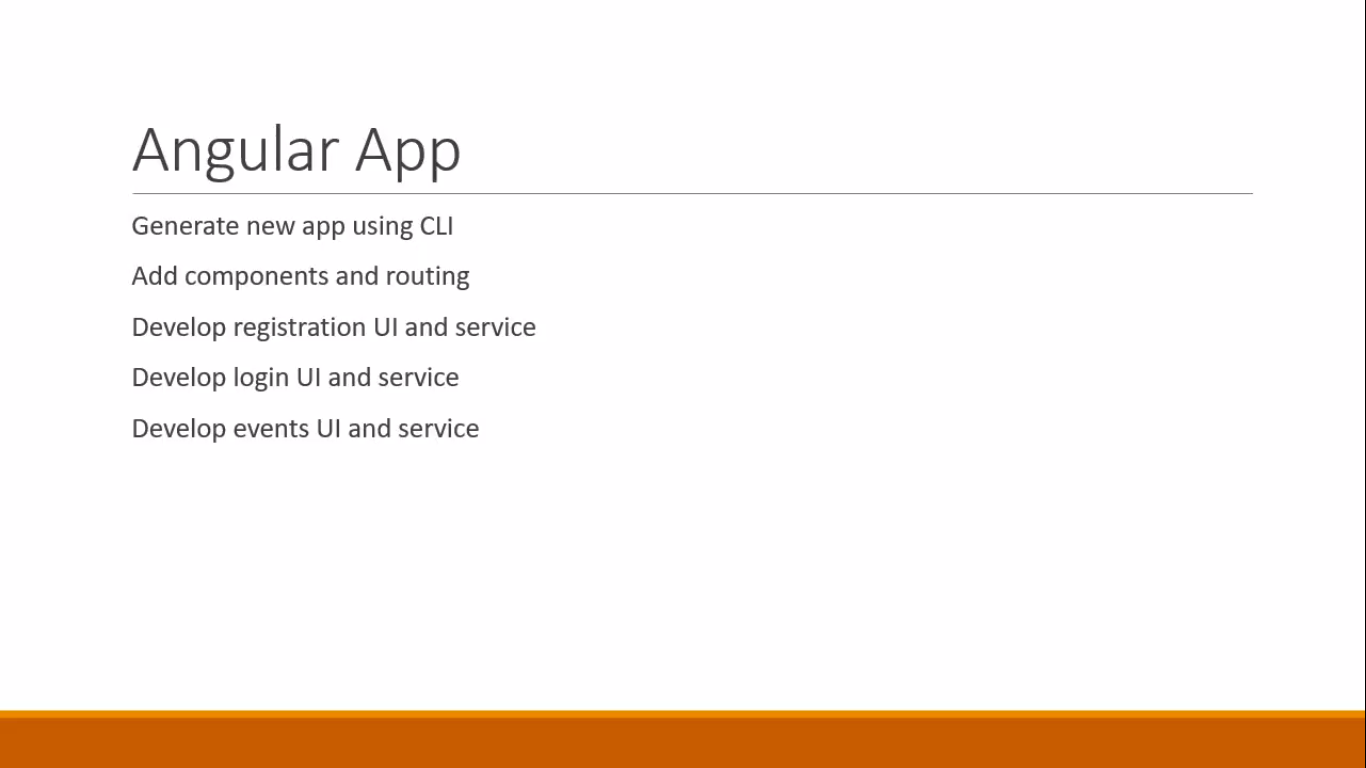 Angular App
Generate new app using CLI
Add components and routing
Develop registration UI and service
Develop login UI and service
Develop events UI and service